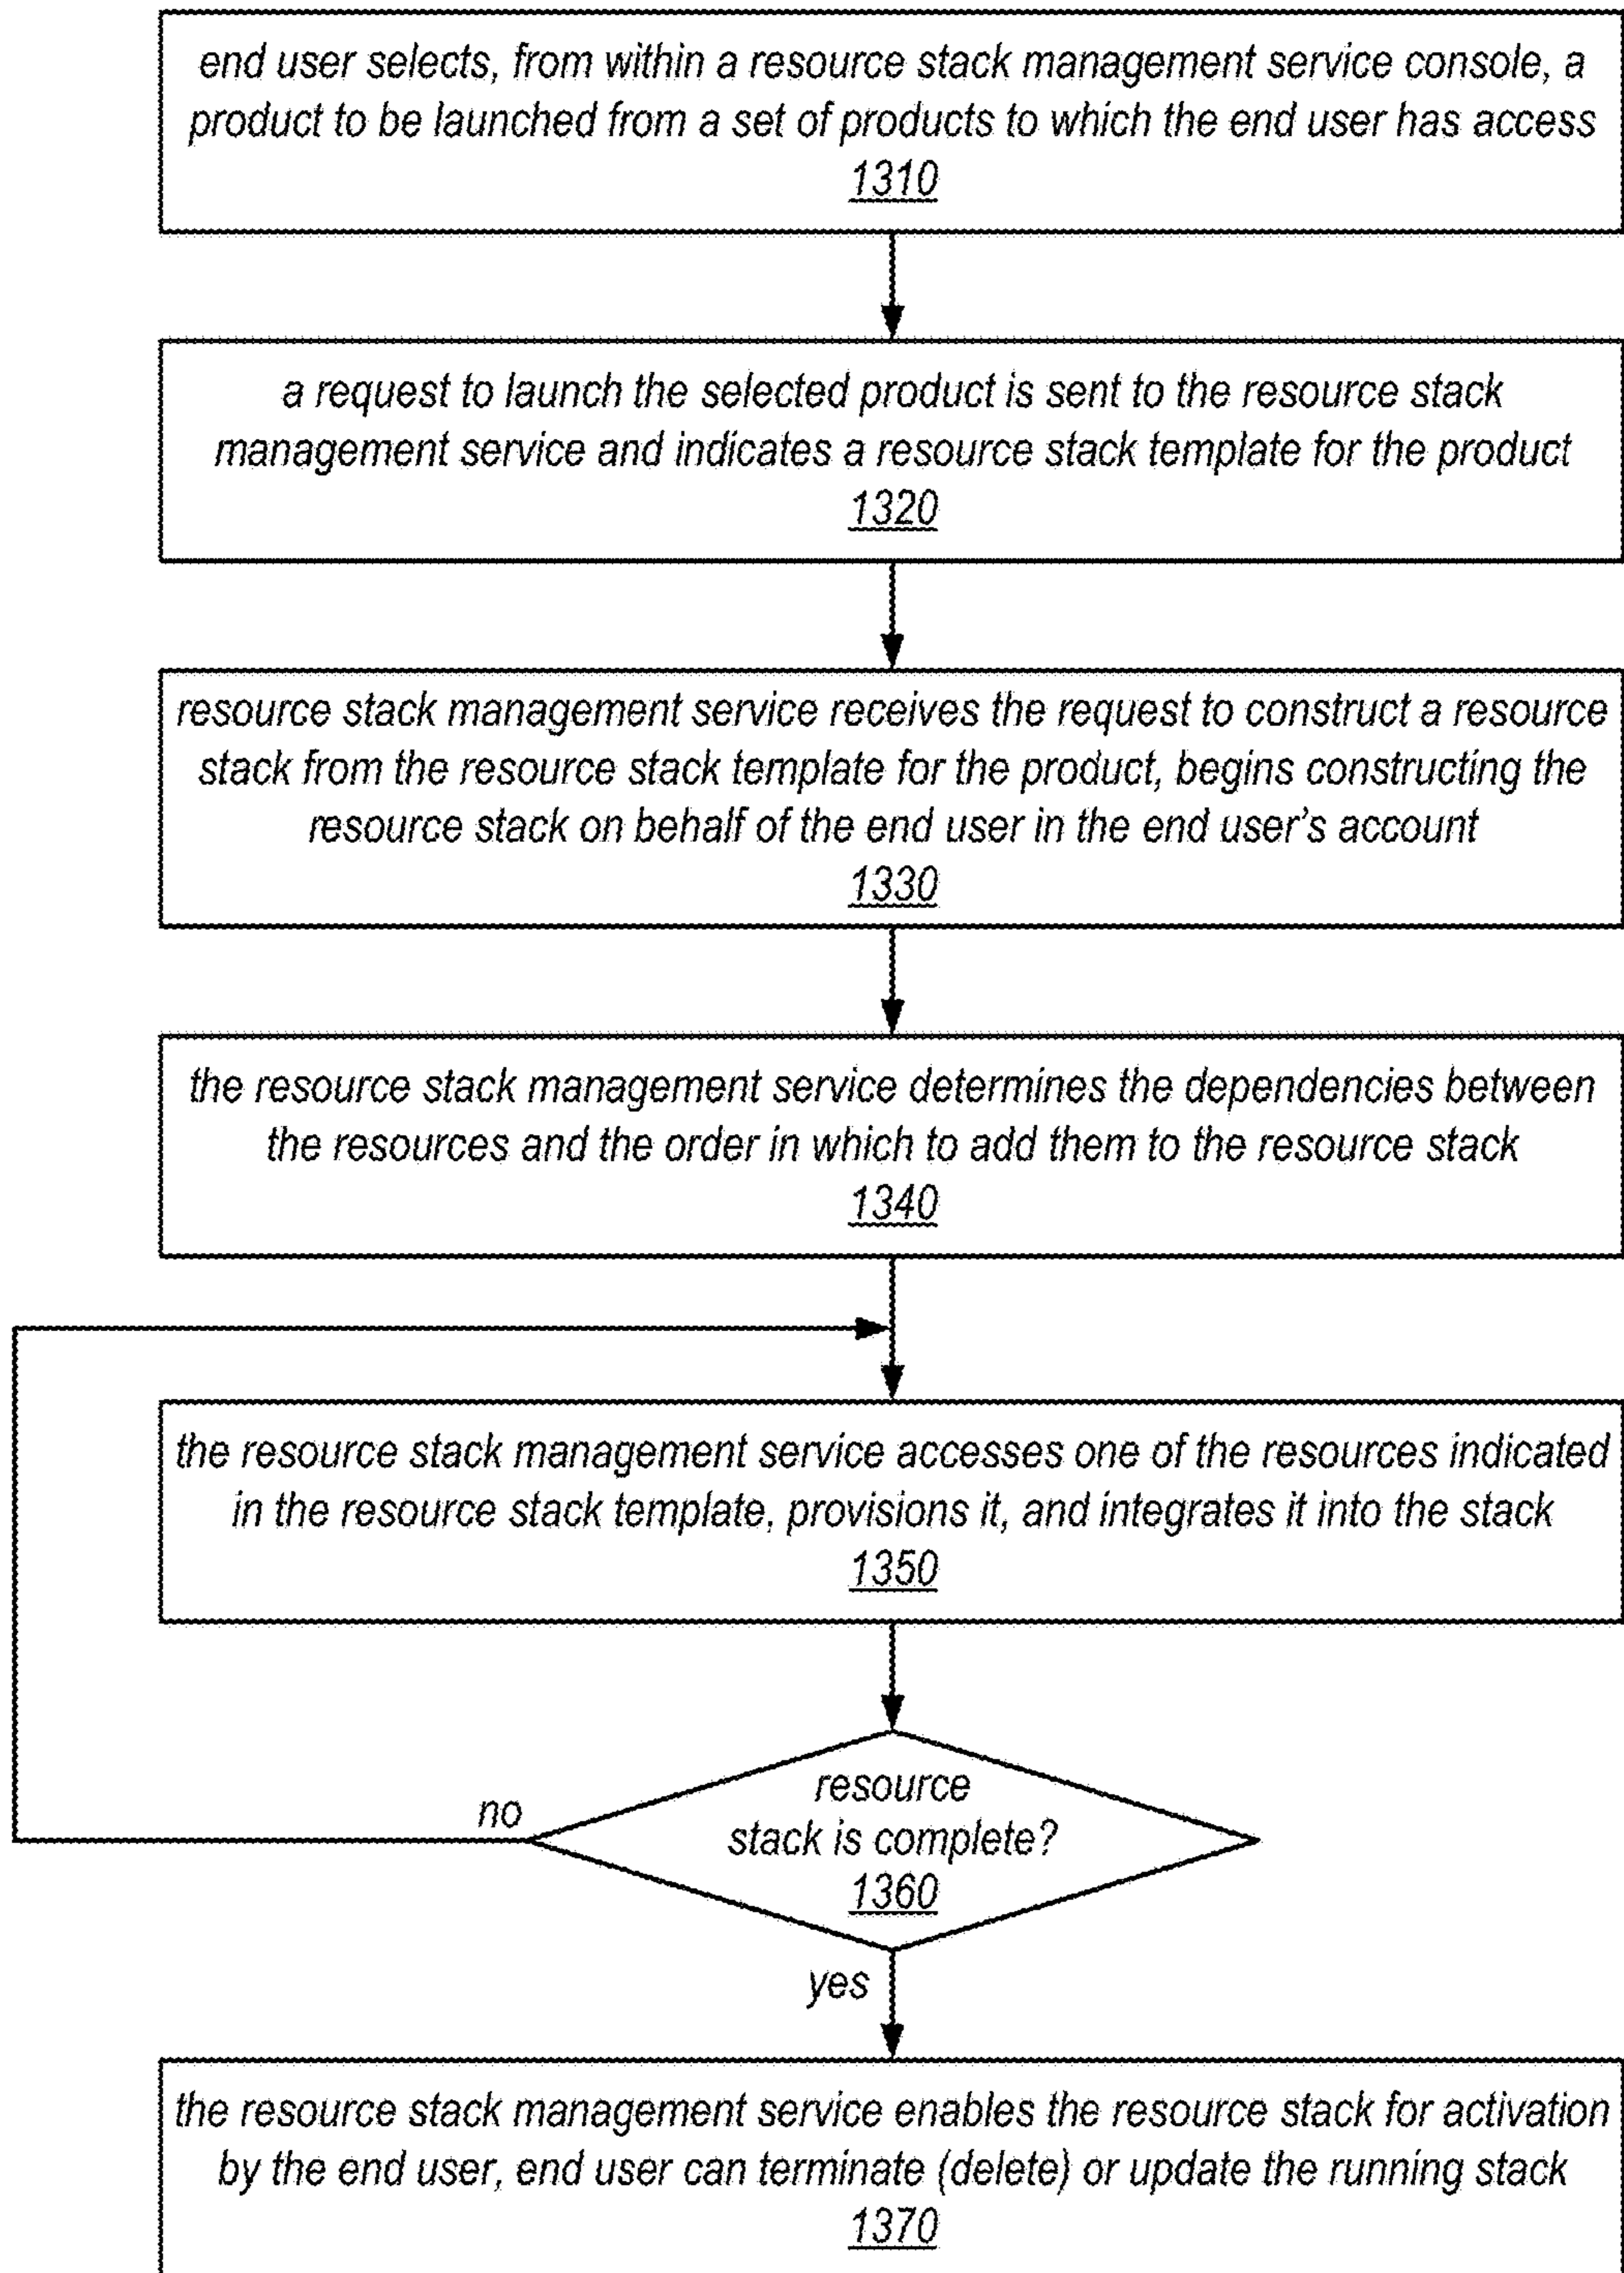 end user selects, from within a resource stack management service console, a
product to be launched from a set of products to which the end user has access
1310
a request to launch the selected product is sent to the resource stack
management service and indicates a resource stack template for the product
1320
resource stack management service receives the request to construct a resource
stack from the resource stack template for the product, begins constructing the
resource stack on behalf of the end user in the end user's account
1330
the resource stack management service determines the dependencies between
the resources and the order in which to add them to the resource stack
1340
the resource stack management service accesses one of the resources indicated
in the resource stack template, provisions it, and integrates it into the stack
1350
resource
stack is complete?
1360
no
yes
the resource stack management service enables the resource stack for activation
by the end user, end user can terminate (delete) or update the running stack
1370